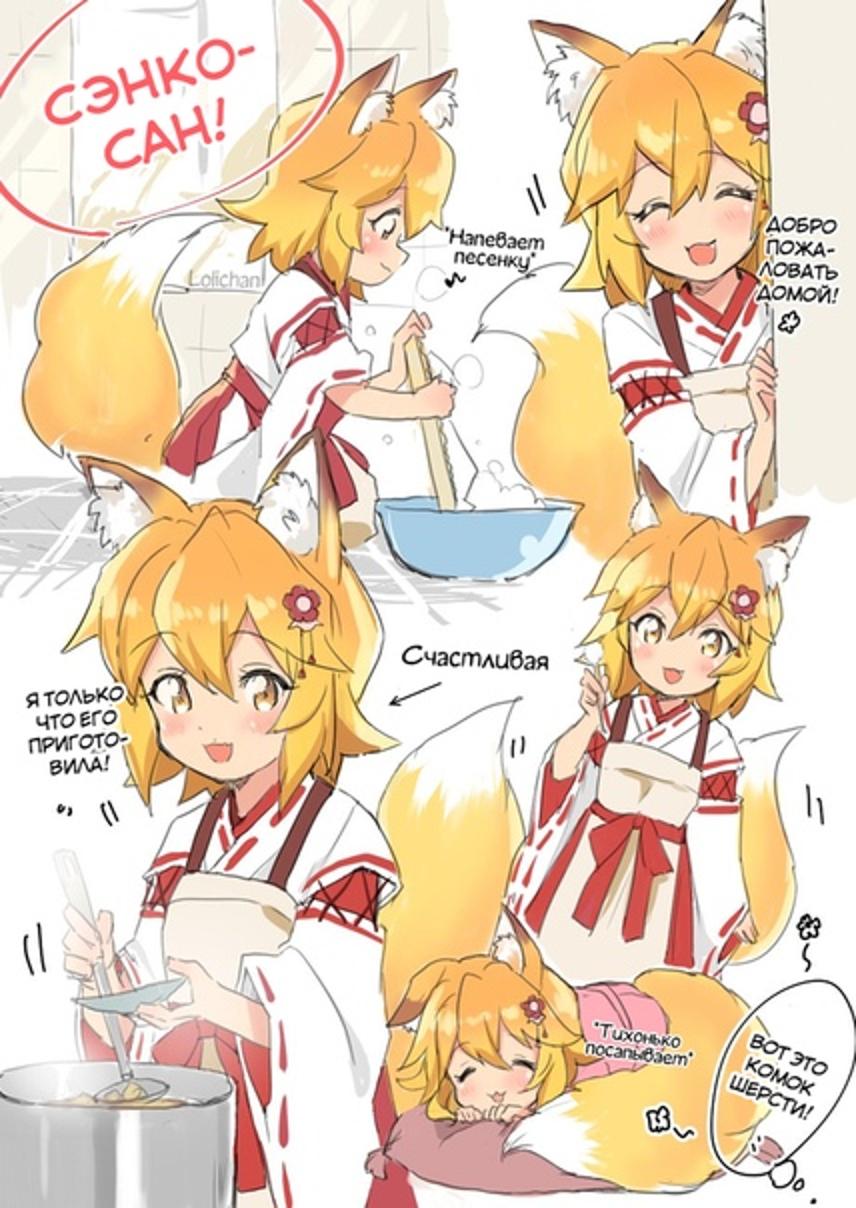 СЭНКО-
САН!
"Напевает
песенку"
ДОБРО
ПОЖА-
ЛОВАТЬ
ДОМОЙ!
Lolichan
Счастливая
Я ТОЛЬКО
ЧТО ЕГО
ПРИГОТО-
ВИЛА!
"Тихонько
посапывает"
ВОТ ЭТО
КОМОК
ШЕРСТИ!